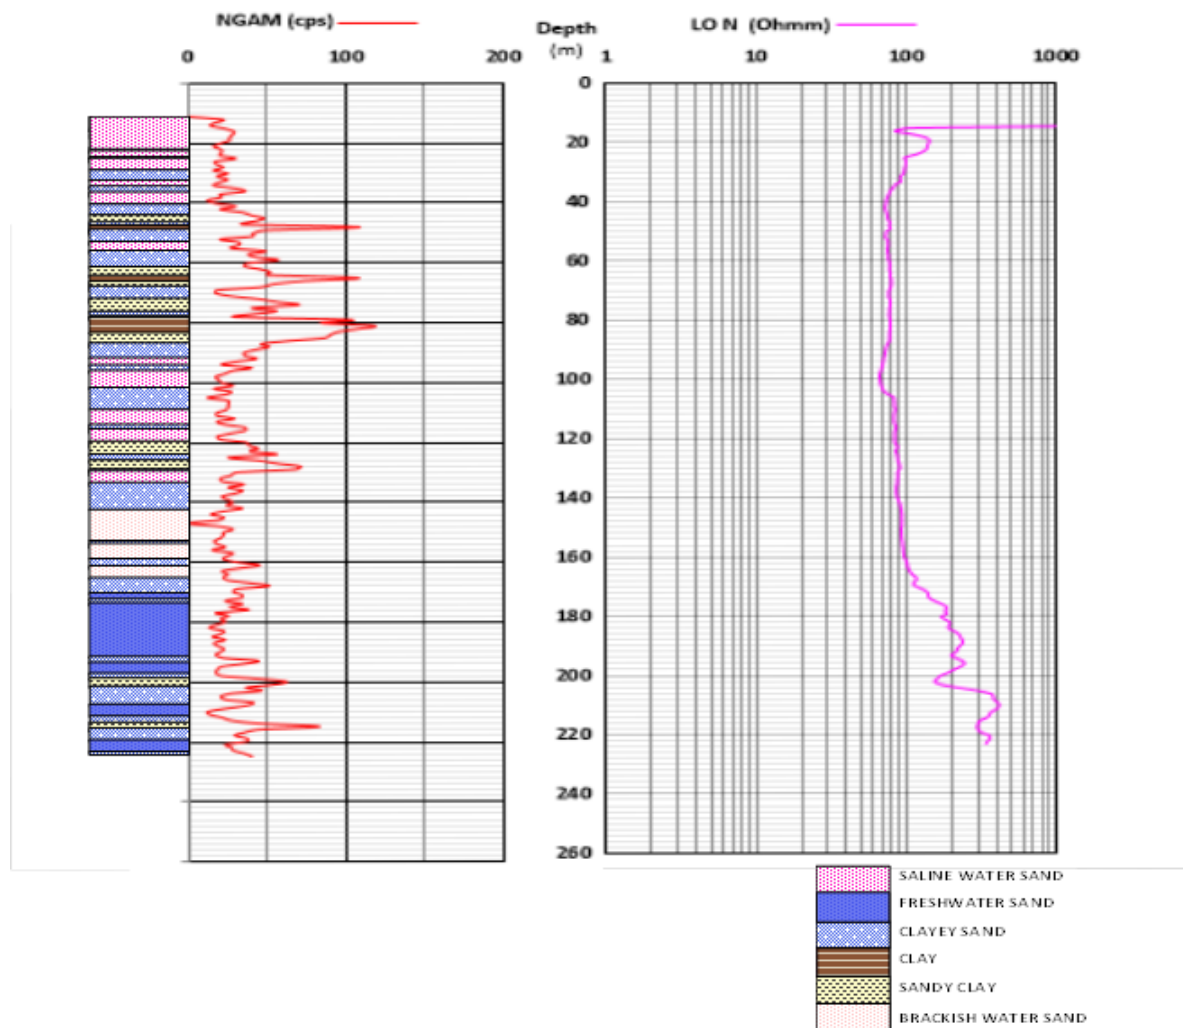 NGAM (cps)
Depth
(m)
LO N (Ohmm)
0 100 200
1 10 100 1000
0
20
40
60
80
100
120
140
160
180
200
220
240
260
SALINE WATER SAND
FRESHWATER SAND
CLAYEY SAND
CLAY
SANDY CLAY
BRACKISH WATER SAND